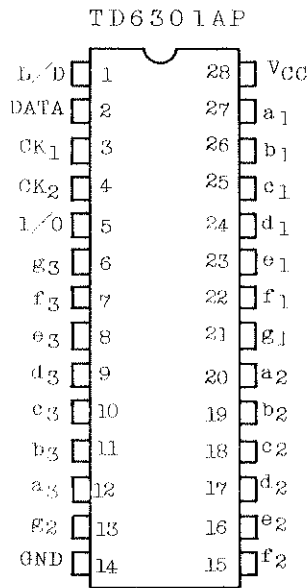 TD6301AP
L/D 1 28 VCC
DATA 2 27 a1
CK1 3 26 b1
CK2 4 25 c1
I/O 5 24 d1
g3 6 23 e1
f3 7 22 f1
e3 8 21 g1
d3 9 20 a2
c3 10 19 b2
b3 11 18 c2
a3 12 17 d2
g2 13 16 e2
GND 14 15 f2